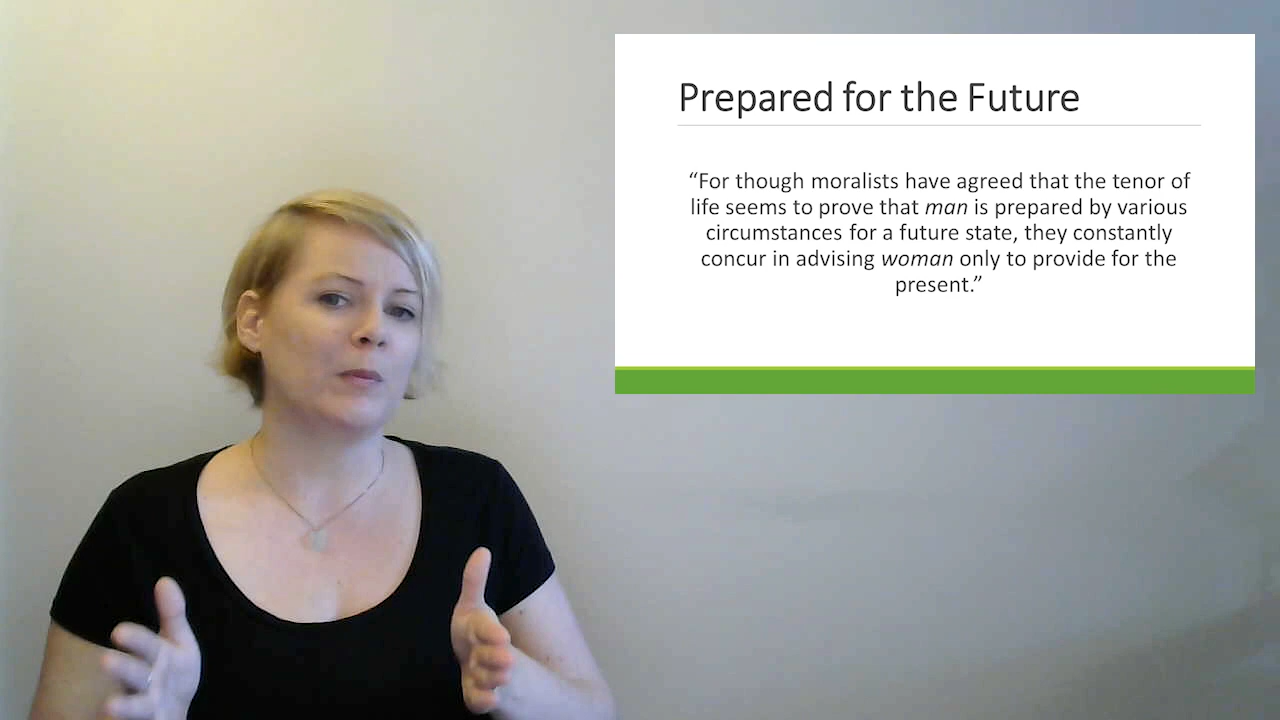 Prepared for the Future
“For though moralists have agreed that the tenor of
life seems to prove that man is prepared by various
circumstances for a future state, they constantly
concur in advising woman only to provide for the
present.”